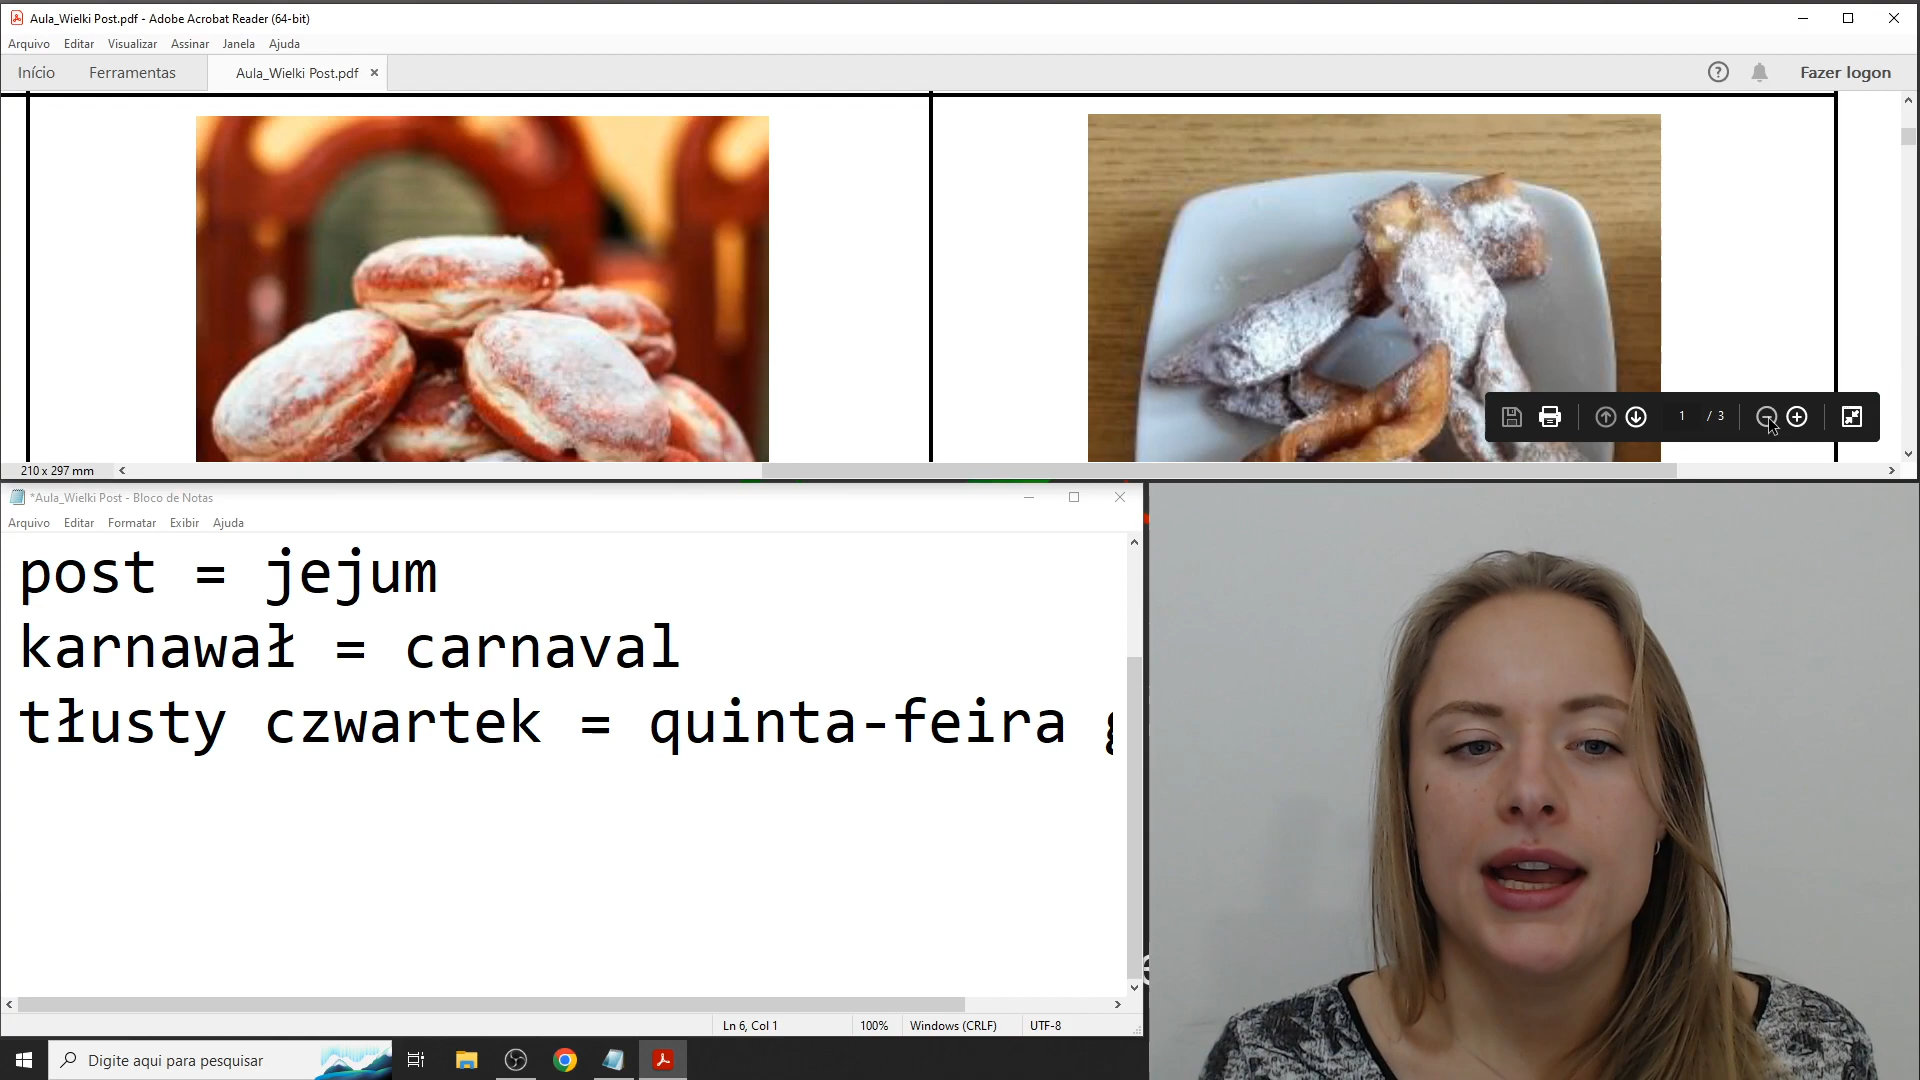 Aula_Wielki Post.pdf - Adobe Acrobat Reader (64-bit)
Arquivo Editar Visualizar Assinar Janela Ajuda
Início Ferramentas Aula_Wielki Post.pdf Fazer logon
1 / 3
210 x 297 mm
*Aula_Wielki Post - Bloco de Notas
Arquivo Editar Formatar Exibir Ajuda
post = jejum
karnawał = carnaval
tłusty czwartek = quinta-feira
Ln 6, Col 1 100% Windows (CRLF) UTF-8
Digite aqui para pesquisar